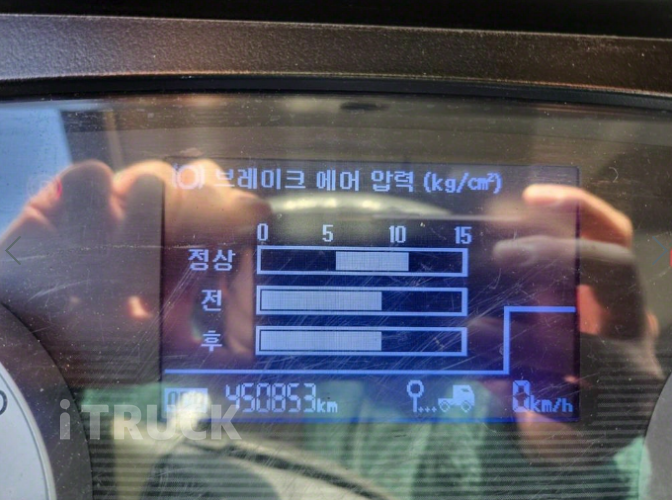 (O) 브레이크 에어 압력 (kg/cm²)
0 5 10 15
정상
전
후
ODO 450853km 0km/h
iTRUCK